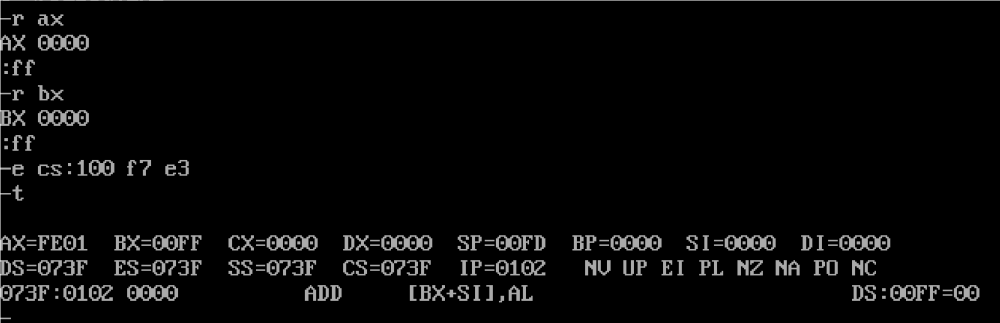 -r ax
AX 0000
:ff
-r bx
BX 0000
:ff
-e cs:100 f7 e3
-t
AX=FE01  BX=00FF  CX=0000  DX=0000  SP=00FD  BP=0000  SI=0000  DI=0000
DS=073F  ES=073F  SS=073F  CS=073F  IP=0102   NV UP EI PL NZ NA PO NC
073F:0102 0000          ADD     [BX+SI],AL                         DS:00FF=00
-